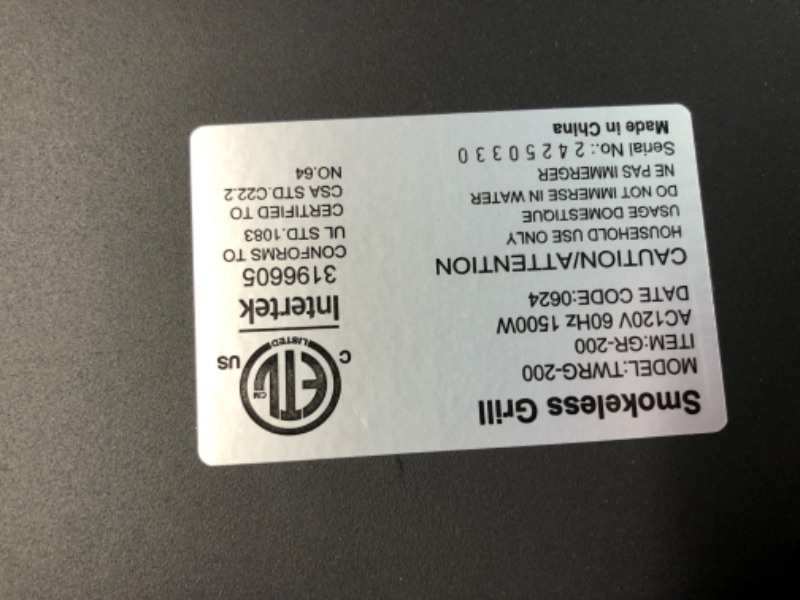 Smokeless Grill
MODEL:TWRG-200
ITEM:GR-200
AC120V 60Hz 1500W
DATE CODE:0624
CAUTION/ATTENTION
HOUSEHOLD USE ONLY
USAGE DOMESTIQUE
DO NOT IMMERSE IN WATER
NE PAS IMMERGER
Serial No.: 24250330
Made in China
C ETL CM US
LISTED
Intertek
3196605
CONFORMS TO
UL STD.1083
CERTIFIED TO
CSA STD.C22.2
NO.64